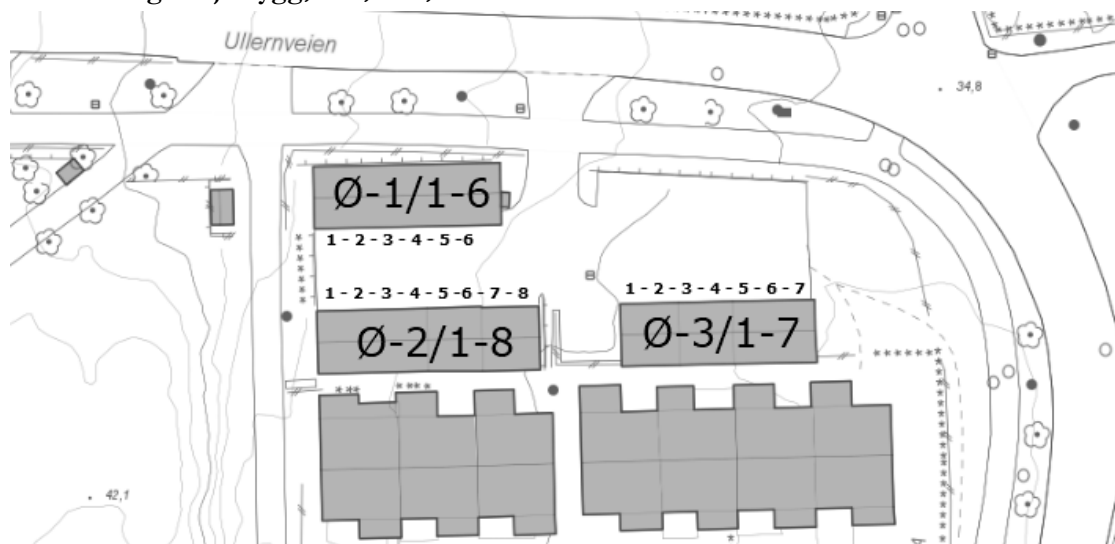 Ullernveien
34,8
Ø-1/1-6
1 - 2 - 3 - 4 - 5 -6
1 - 2 - 3 - 4 - 5 - 6 - 7 - 8
1 - 2 - 3 - 4 - 5 - 6 - 7
Ø-2/1-8
Ø-3/1-7
42,1